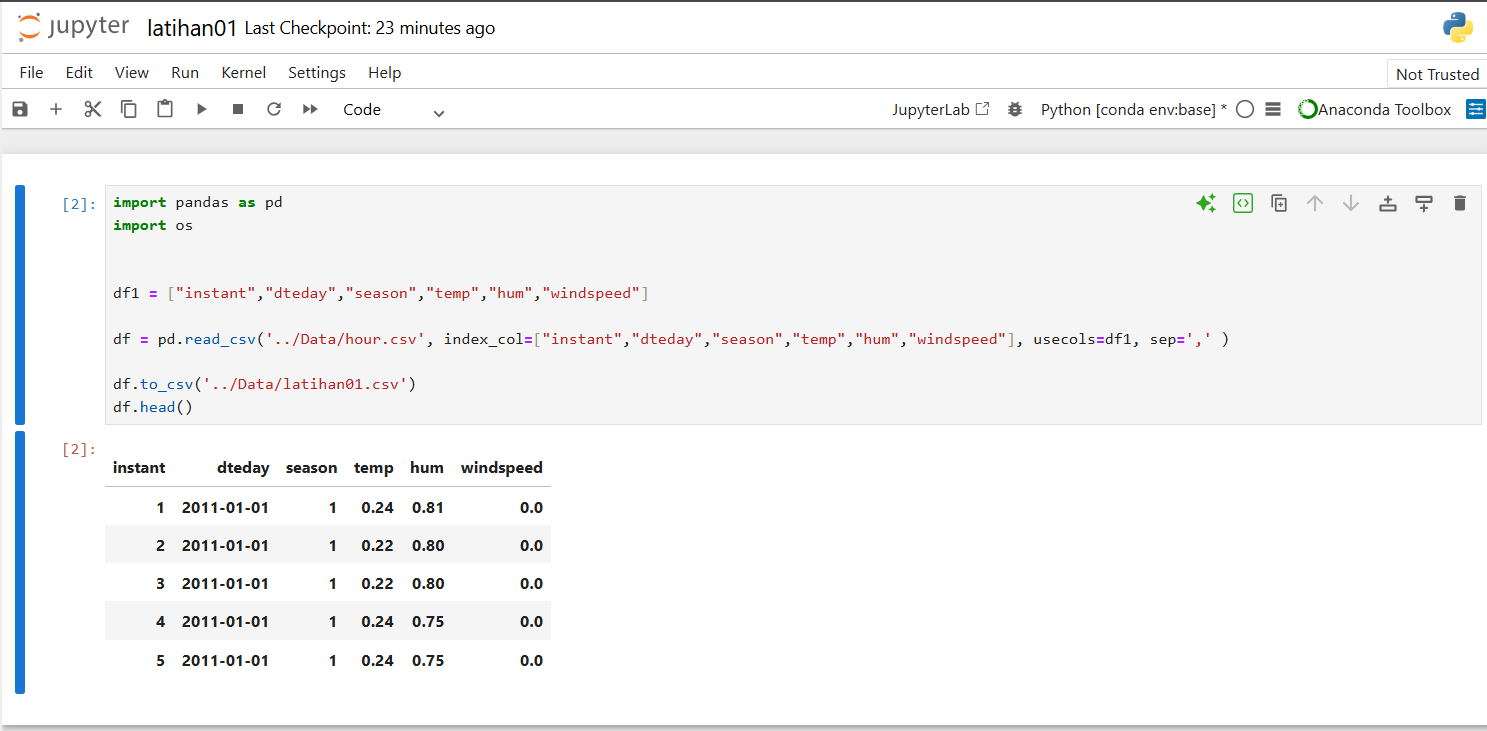 jupyter latihan01 Last Checkpoint: 23 minutes ago
File Edit View Run Kernel Settings Help
Not Trusted
Code
JupyterLab
Python [conda env:base] *
Anaconda Toolbox
[2]:
import pandas as pd
import os
df1 = ["instant","dteday","season","temp","hum","windspeed"]
df = pd.read_csv('../Data/hour.csv', index_col=["instant","dteday","season","temp","hum","windspeed"], usecols=df1, sep=',' )
df.to_csv('../Data/latihan01.csv')
df.head()
[2]:
instant dteday season temp hum windspeed
1 2011-01-01 1 0.24 0.81 0.0
2 2011-01-01 1 0.22 0.80 0.0
3 2011-01-01 1 0.22 0.80 0.0
4 2011-01-01 1 0.24 0.75 0.0
5 2011-01-01 1 0.24 0.75 0.0